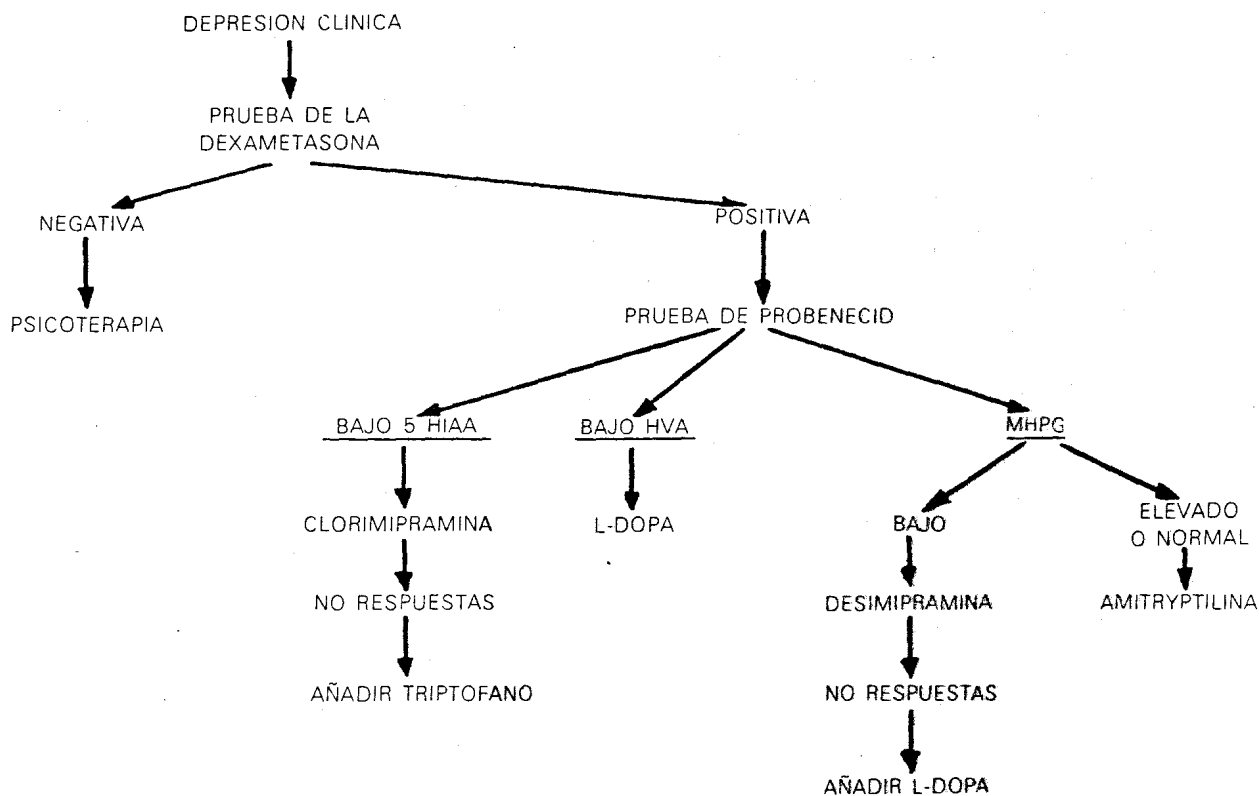 DEPRESION CLINICA
PRUEBA DE LA
DEXAMETASONA
NEGATIVA
POSITIVA
PSICOTERAPIA
PRUEBA DE PROBENECID
BAJO 5 HIAA
BAJO HVA
MHPG
CLORIMIPRAMINA
L-DOPA
BAJO
ELEVADO
O NORMAL
NO RESPUESTAS
DESIMIPRAMINA
AMITRYPTILINA
AÑADIR TRIPTOFANO
NO RESPUESTAS
AÑADIR L-DOPA